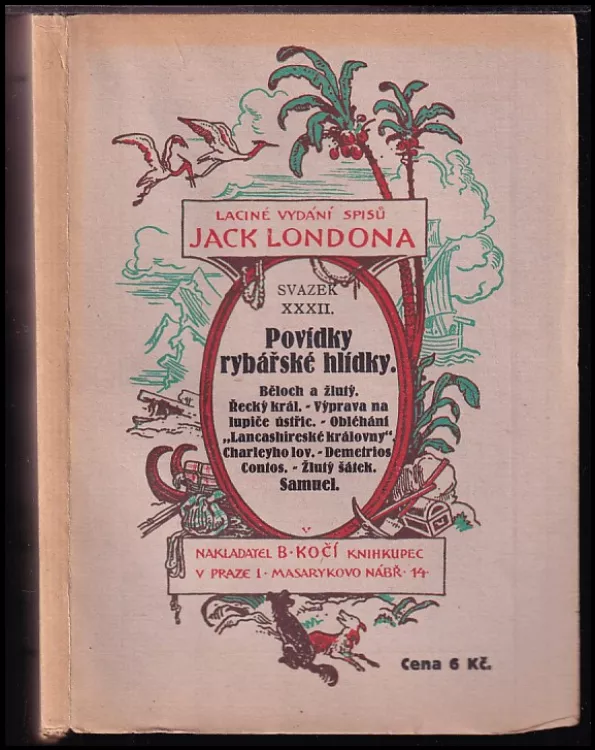 LACINÉ VYDÁNÍ SPISŮ
JACK LONDONA
SVAZEK
XXXII.
Povídky
rybářské hlídky.
Běloch a žlutý.
Řecký král. - Výprava na
lupiče ústřic. - Obléhání
„Lancashireské královny“.
Charleyho lov. - Demetrios
Contos. - Žlutý šátek.
Samuel.
NAKLADATEL B. KOČÍ KNIHKUPEC
V PRAZE 1. MASARYKOVO NÁBŘ. 14.
Cena 6 Kč.